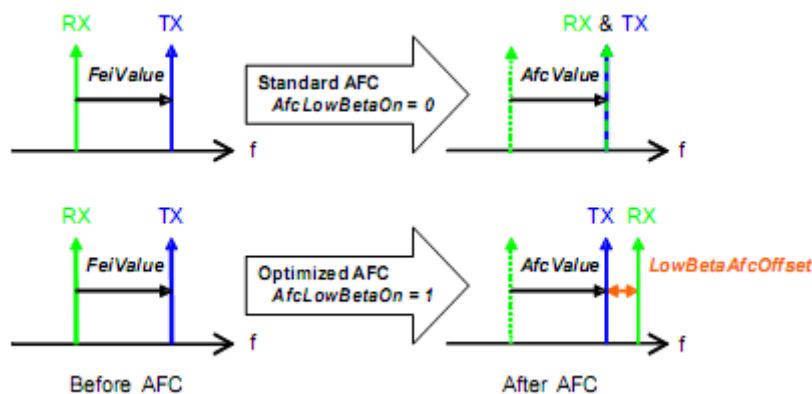 RX TX RX & TX
FeiValue Standard AFC AfcValue
AfcLowBetaOn = 0
f f
RX TX TX RX
FeiValue Optimized AFC AfcValue LowBetaAfcOffset
AfcLowBetaOn = 1
f f
Before AFC After AFC